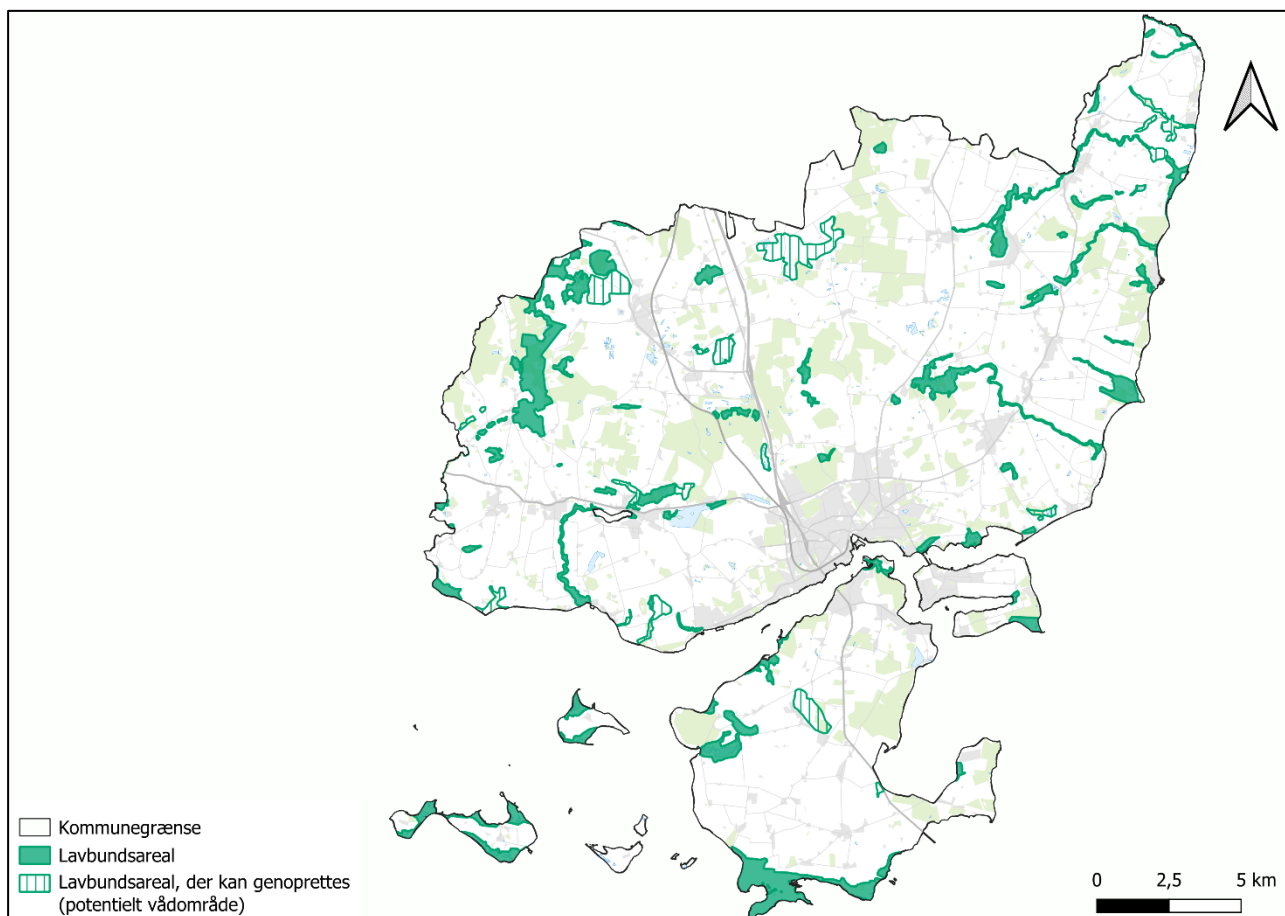 Kommunegrænse
Lavbundsareal
Lavbundsareal, der kan genoprettes
(potentielt vådområde)
0 2,5 5 km